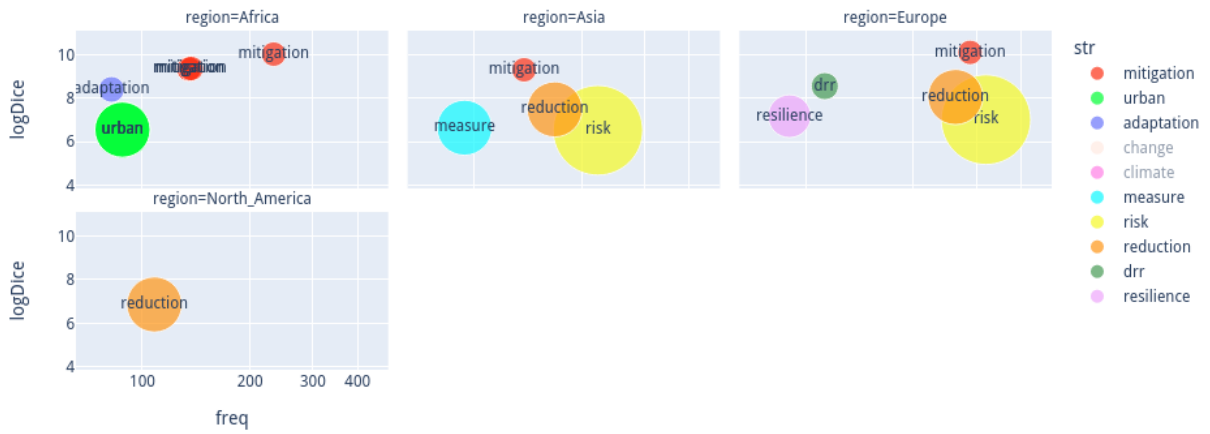 region=Africa
region=Asia
region=Europe
str
logDice
10
8
6
4
mitigation
mitigation
mitigation
adaptation
urban
mitigation
reduction
measure
risk
mitigation
drr
reduction
resilience
risk
mitigation
urban
adaptation
change
climate
measure
risk
reduction
drr
resilience
region=North_America
logDice
10
8
6
4
reduction
100
200
300
400
freq